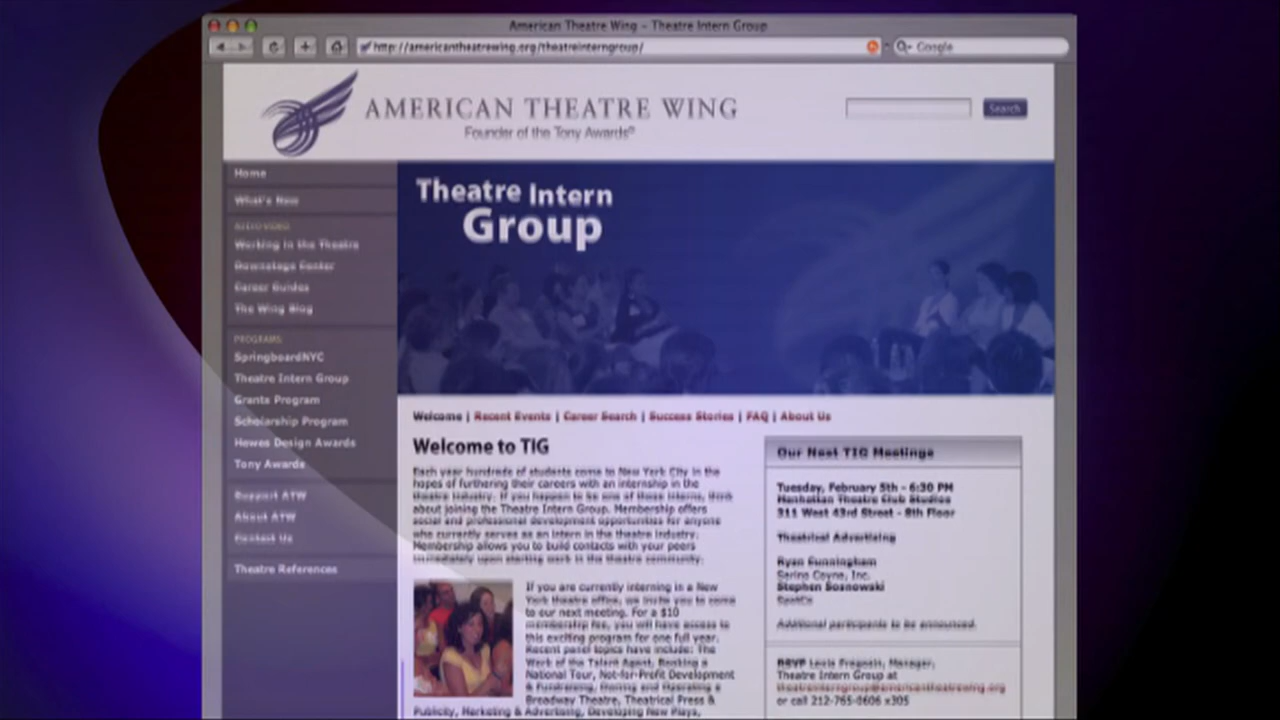 American Theatre Wing - Theatre Intern Group
http://americantheatrewing.org/theatreinterngroup/
Google
AMERICAN THEATRE WING
Founder of the Tony Awards®
Search
Home
What's New
AUDIO/VIDEO
Working in the Theatre
Downstage Center
Career Guides
The Wing Blog
PROGRAMS
SpringboardNYC
Theatre Intern Group
Grants Program
Scholarship Program
Hewes Design Awards
Tony Awards
Support ATW
About ATW
Contact Us
Theatre References
Theatre Intern
Group
Welcome | Recent Events | Career Search | Success Stories | FAQ | About Us
Welcome to TIG
Each year hundreds of students come to New York City in the
hopes of furthering their careers with an internship in the
theatre industry. If you happen to be one of those interns, think
about joining the Theatre Intern Group. Membership offers
social and professional development opportunities for anyone
who currently serves as an intern in the theatre industry.
Membership allows you to build contacts with your peers
immediately upon starting work in the theatre community.
If you are currently interning in a New
York theatre office, we invite you to come
to our next meeting. For a $10
membership fee, you will have access to
this exciting program for one full year.
Recent panel topics have include: The
Work of the Talent Agent, Booking a
National Tour, Not-for-Profit Development
& Fundraising, Owning and Operating a
Broadway Theatre, Theatrical Press &
Publicity, Marketing & Advertising, Developing New Plays,
Our Next TIG Meetings
Tuesday, February 5th - 6:30 PM
Manhattan Theatre Club Studios
311 West 43rd Street - 8th Floor
Theatrical Advertising
Ryan Cunningham
Serino Coyne, Inc.
Stephen Sosnowski
SpotCo
Additional participants to be announced.
RSVP Manager,
Theatre Intern Group at
theatreinterngroup@americantheatrewing.org
or call 212-765-0606 x305